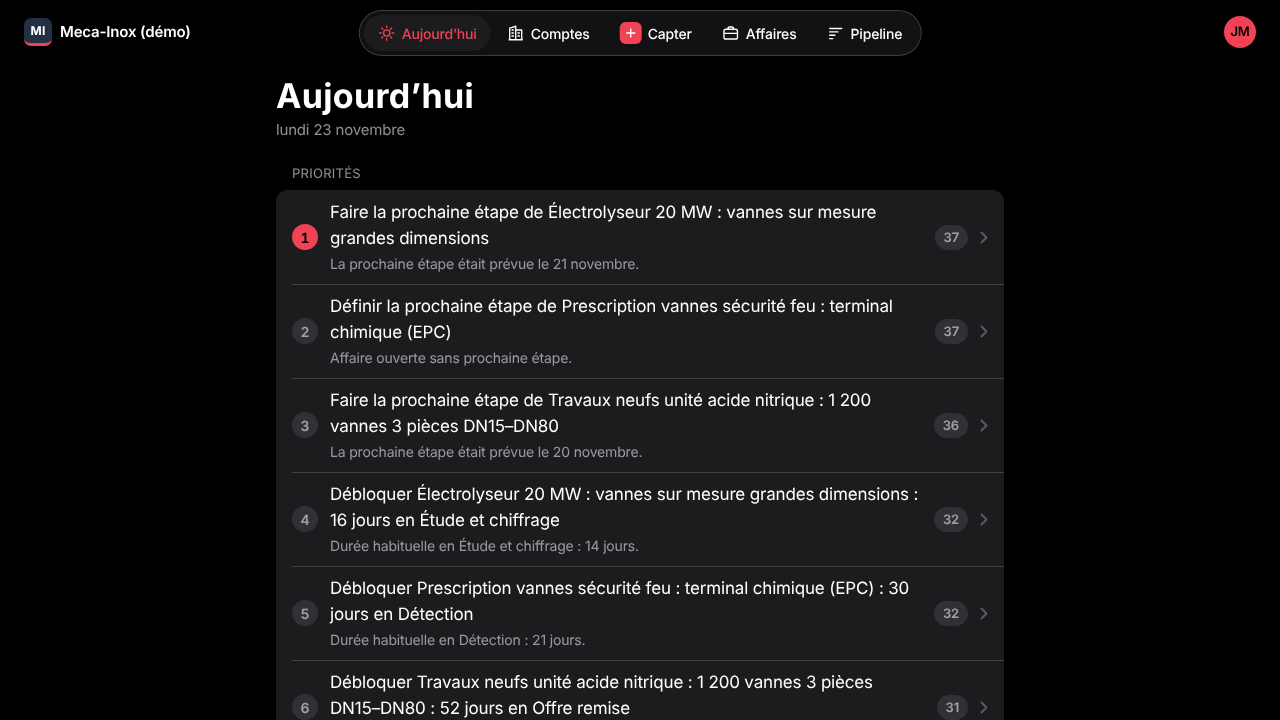 MI Meca-Inox (démo)
Aujourd’hui
Comptes
Capter
Affaires
Pipeline
JM
Aujourd’hui
lundi 23 novembre
PRIORITÉS
1
Faire la prochaine étape de Électrolyseur 20 MW : vannes sur mesure
grandes dimensions
La prochaine étape était prévue le 21 novembre.
37
2
Définir la prochaine étape de Prescription vannes sécurité feu : terminal
chimique (EPC)
Affaire ouverte sans prochaine étape.
37
3
Faire la prochaine étape de Travaux neufs unité acide nitrique : 1 200
vannes 3 pièces DN15–DN80
La prochaine étape était prévue le 20 novembre.
36
4
Débloquer Électrolyseur 20 MW : vannes sur mesure grandes dimensions :
16 jours en Étude et chiffrage
Durée habituelle en Étude et chiffrage : 14 jours.
32
5
Débloquer Prescription vannes sécurité feu : terminal chimique (EPC) : 30
jours en Détection
Durée habituelle en Détection : 21 jours.
32
6
Débloquer Travaux neufs unité acide nitrique : 1 200 vannes 3 pièces
DN15–DN80 : 52 jours en Offre remise
31